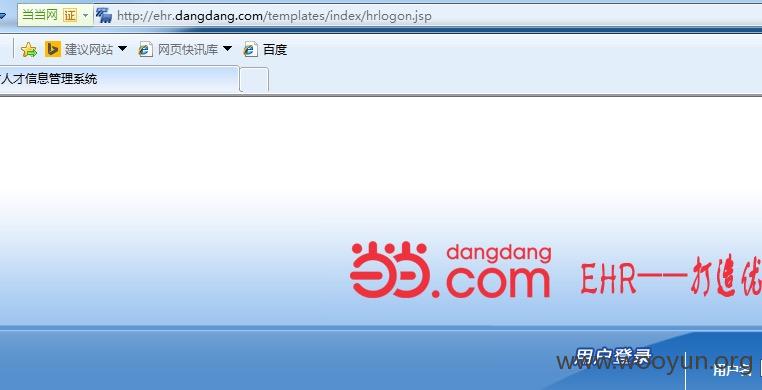 当当网 证 http://ehr.dangdang.com/templates/index/hrlogon.jsp
建议网站 网页快讯库 百度
人才信息管理系统
当当 dangdang
.com EHR——打造优
用户登录
www.wooyun.org
用户名